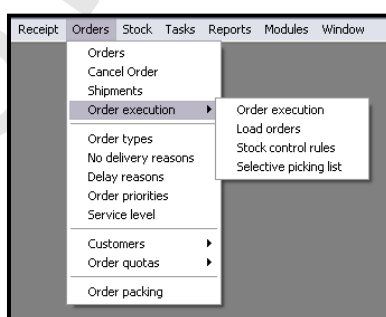 Receipt Orders Stock Tasks Reports Modules Window
Orders
Cancel Order
Shipments
Order execution
Order types
No delivery reasons
Delay reasons
Order priorities
Service level
Customers
Order quotas
Order packing
Order execution
Load orders
Stock control rules
Selective picking list